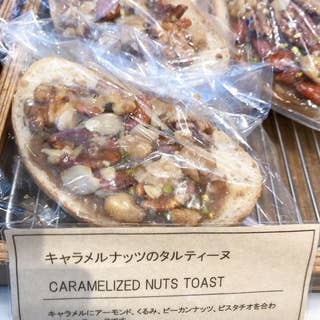 キャラメルナッツのタルティーヌ
CARAMELIZED NUTS TOAST
キャラメルにアーモンド、くるみ、ピーカンナッツ、ピスタチオを合わ